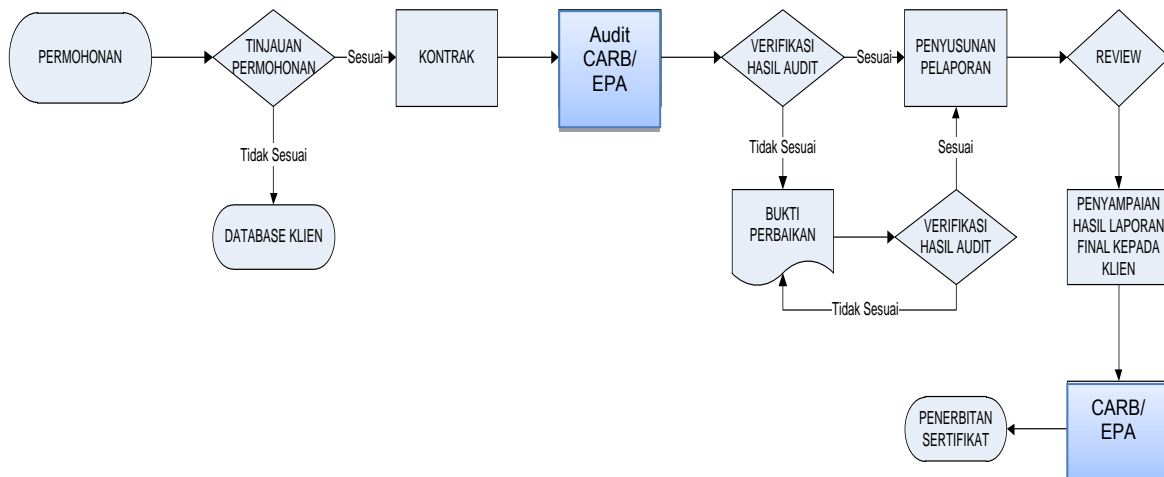 PERMOHONAN
TINJAUAN
PERMOHONAN
Sesuai
KONTRAK
Audit
CARB/
EPA
VERIFIKASI
HASIL AUDIT
Sesuai
PENYUSUNAN
PELAPORAN
REVIEW
Tidak Sesuai
DATABASE KLIEN
Tidak Sesuai
BUKTI
PERBAIKAN
VERIFIKASI
HASIL AUDIT
Sesuai
Tidak Sesuai
PENYAMPAIAN
HASIL LAPORAN
FINAL KEPADA
KLIEN
CARB/
EPA
PENERBITAN
SERTIFIKAT